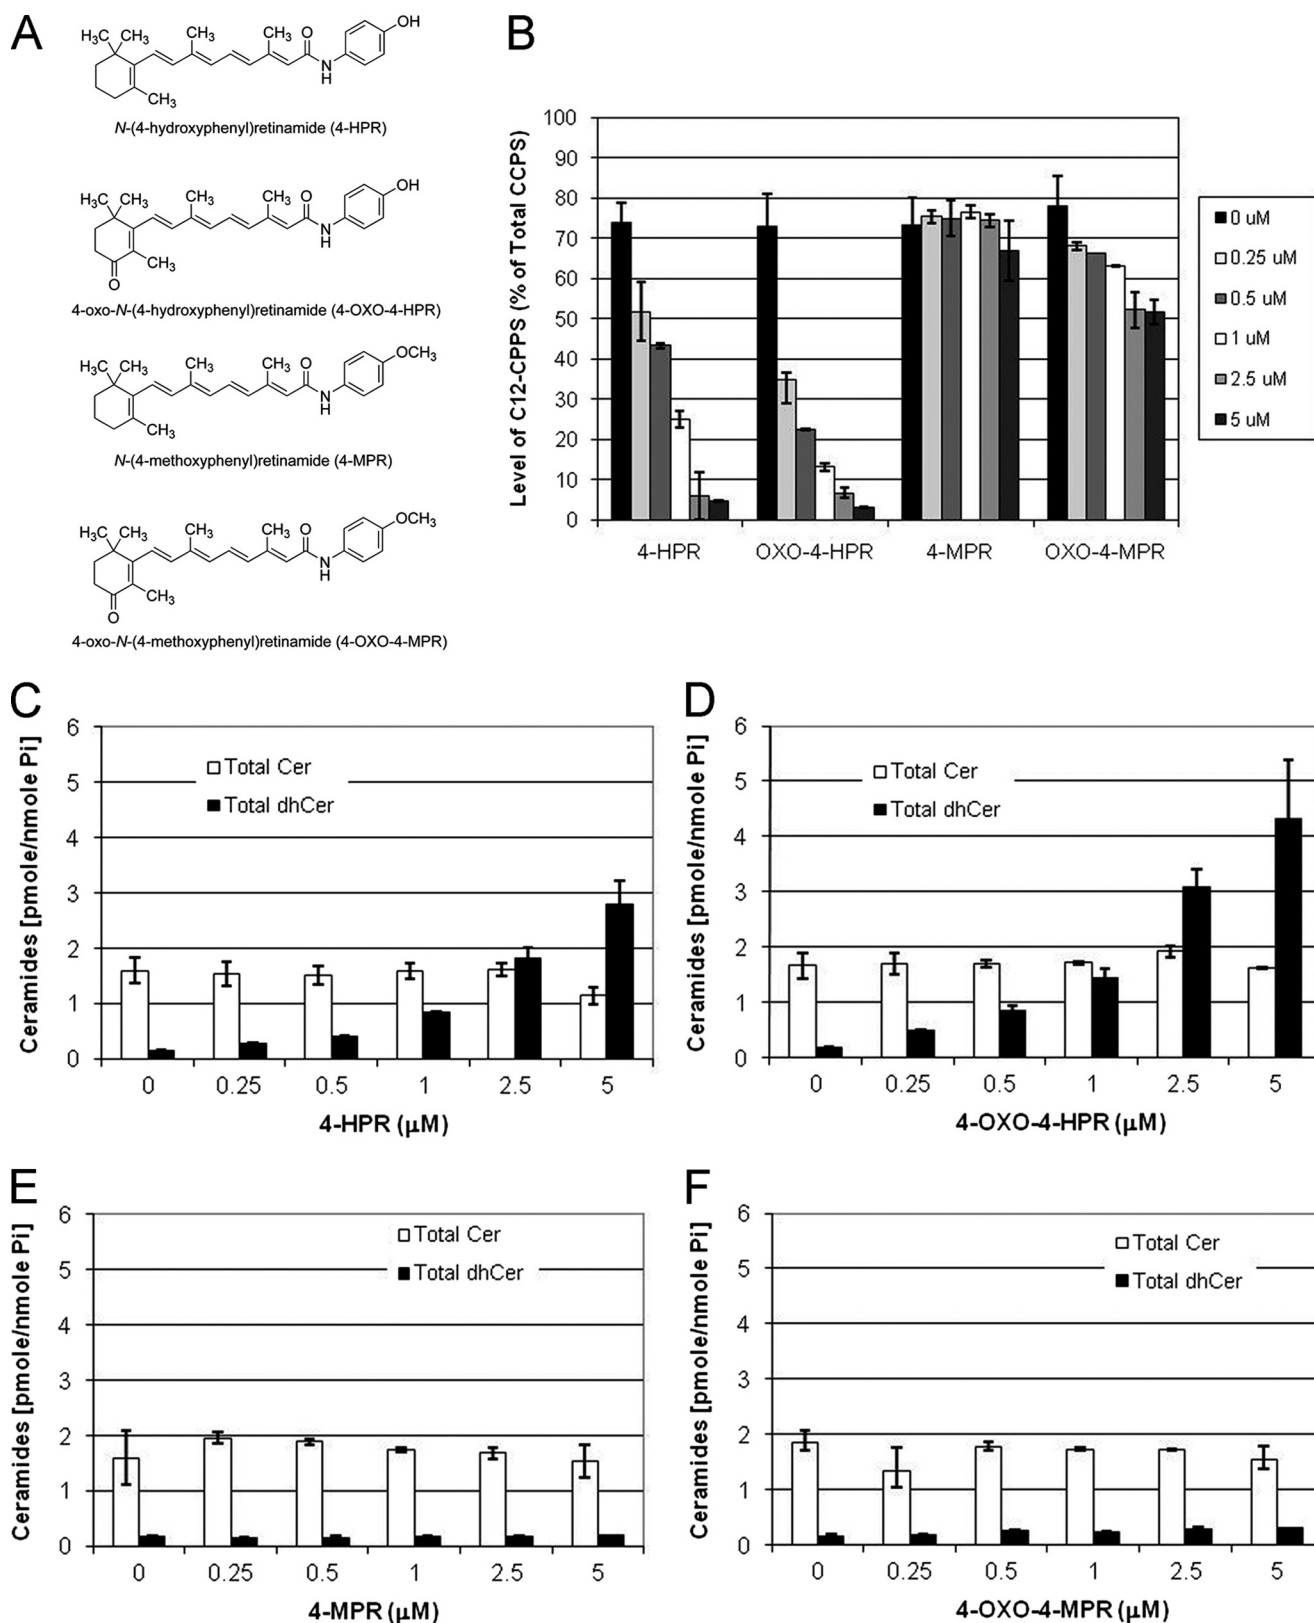 A
H₃C
CH₃
CH₃
CH₃
O
OH
N
H
CH₃
N-(4-hydroxyphenyl)retinamide (4-HPR)
H₃C
CH₃
CH₃
CH₃
O
OH
N
H
CH₃
O
4-oxo-N-(4-hydroxyphenyl)retinamide (4-OXO-4-HPR)
H₃C
CH₃
CH₃
CH₃
O
OCH₃
N
H
CH₃
N-(4-methoxyphenyl)retinamide (4-MPR)
H₃C
CH₃
CH₃
CH₃
O
OCH₃
N
H
CH₃
O
4-oxo-N-(4-methoxyphenyl)retinamide (4-OXO-4-MPR)
B
Level of C12-CPPS (% of Total CCPS)
100
90
80
70
60
50
40
30
20
10
0
4-HPR OXO-4-HPR 4-MPR OXO-4-MPR
0 uM
0.25 uM
0.5 uM
1 uM
2.5 uM
5 uM
C
Ceramides [pmole/nmole Pi]
6
5
4
3
2
1
0
Total Cer
Total dhCer
0 0.25 0.5 1 2.5 5
4-HPR (μM)
D
Ceramides [pmole/nmole Pi]
6
5
4
3
2
1
0
Total Cer
Total dhCer
0 0.25 0.5 1 2.5 5
4-OXO-4-HPR (μM)
E
Ceramides [pmole/nmole Pi]
6
5
4
3
2
1
0
Total Cer
Total dhCer
0 0.25 0.5 1 2.5 5
4-MPR (μM)
F
Ceramides [pmole/nmole Pi]
6
5
4
3
2
1
0
Total Cer
Total dhCer
0 0.25 0.5 1 2.5 5
4-OXO-4-MPR (μM)